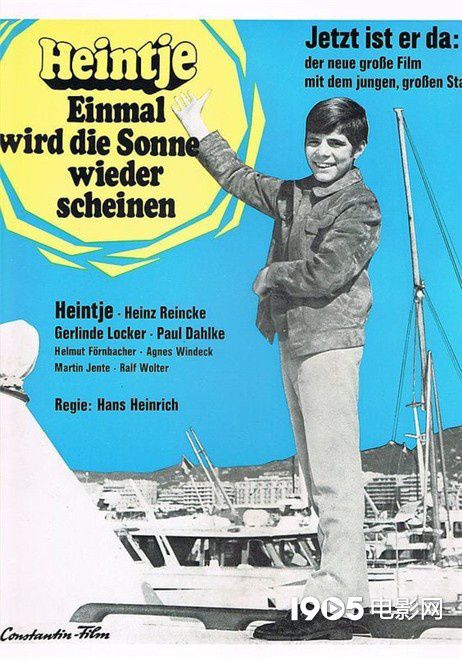 Heintje
Einmal
wird die Sonne
wieder
scheinen
Jetzt ist er da:
der neue große Film
mit dem jungen, großen Sta
Heintje · Heinz Reincke
Gerlinde Locker · Paul Dahlke
Helmut Förnbacher · Agnes Windeck
Martin Jente · Ralf Wolter
Regie: Hans Heinrich
Constantin-Film
1905电影网